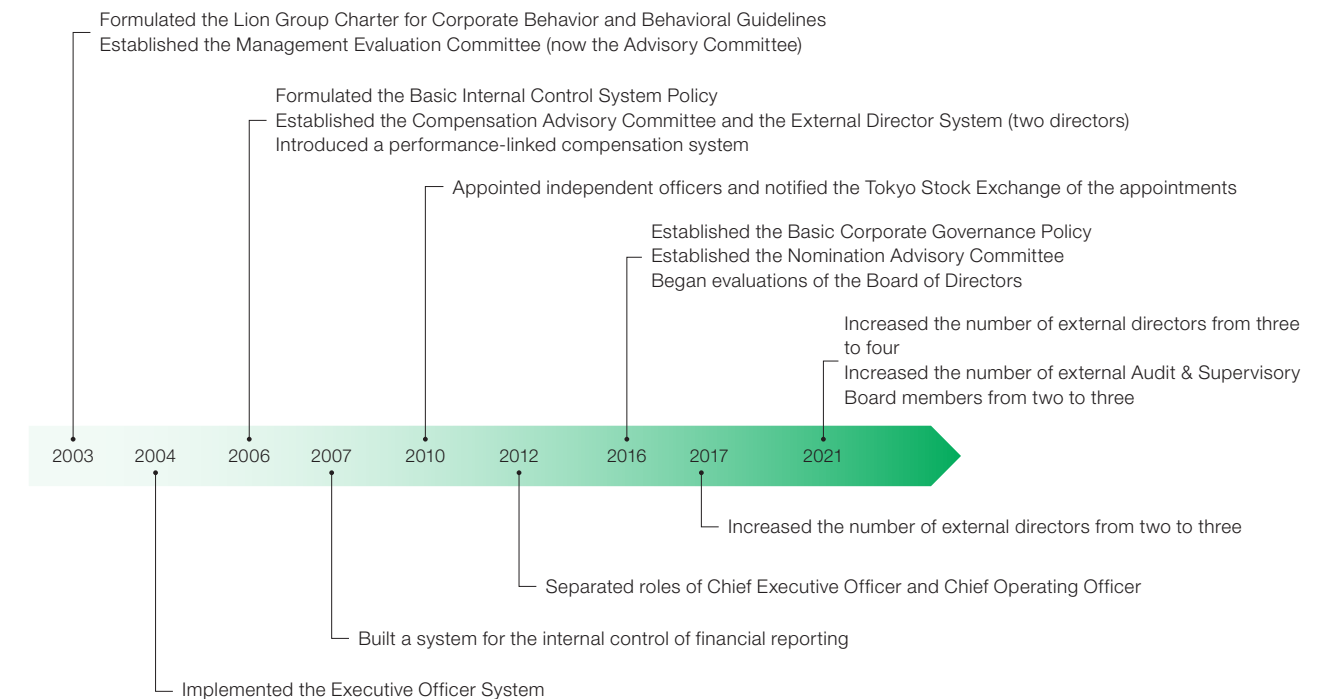 Formulated the Lion Group Charter for Corporate Behavior and Behavioral Guidelines
Established the Management Evaluation Committee (now the Advisory Committee)
Formulated the Basic Internal Control System Policy
Established the Compensation Advisory Committee and the External Director System (two directors)
Introduced a performance-linked compensation system
Appointed independent officers and notified the Tokyo Stock Exchange of the appointments
Established the Basic Corporate Governance Policy
Established the Nomination Advisory Committee
Began evaluations of the Board of Directors
Increased the number of external directors from three
to four
Increased the number of external Audit & Supervisory
Board members from two to three
2003 2004 2006 2007 2010 2012 2016 2017 2021
Increased the number of external directors from two to three
Separated roles of Chief Executive Officer and Chief Operating Officer
Built a system for the internal control of financial reporting
Implemented the Executive Officer System